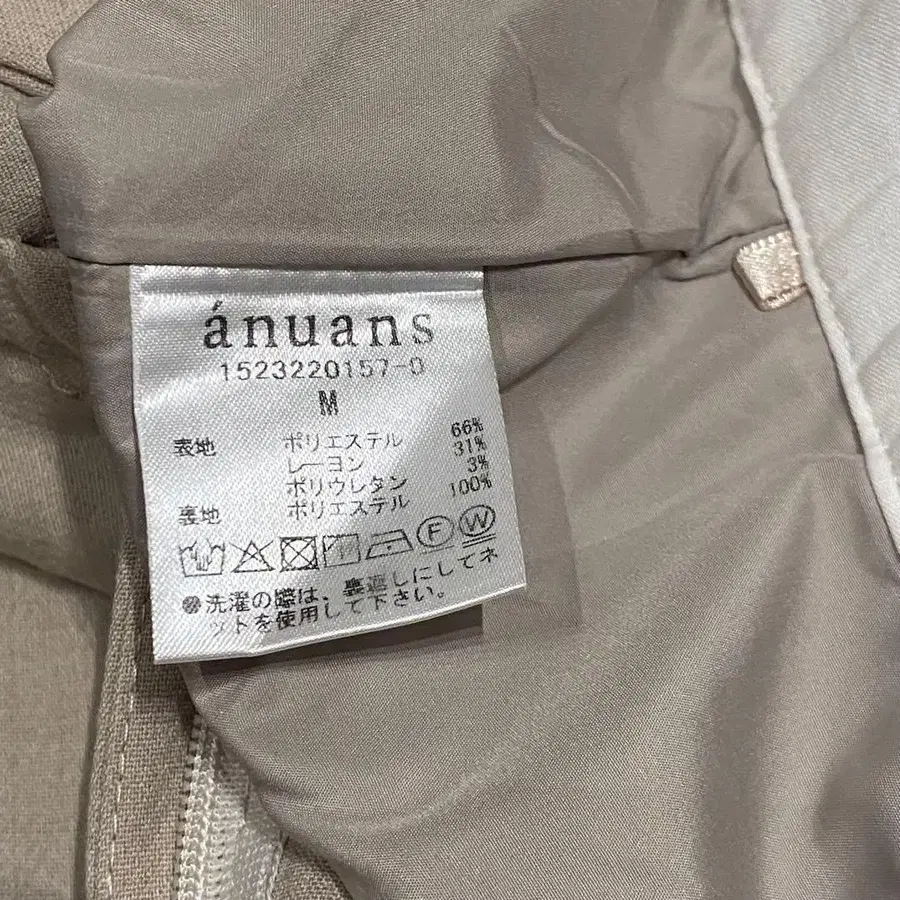 ánuans
1523220157-0
M
表地 ポリエステル 66%
レーヨン 31%
ポリウレタン 3%
裏地 ポリエステル 100%
F W
●洗濯の際は、裏返しにしてネ
ットを使用して下さい。